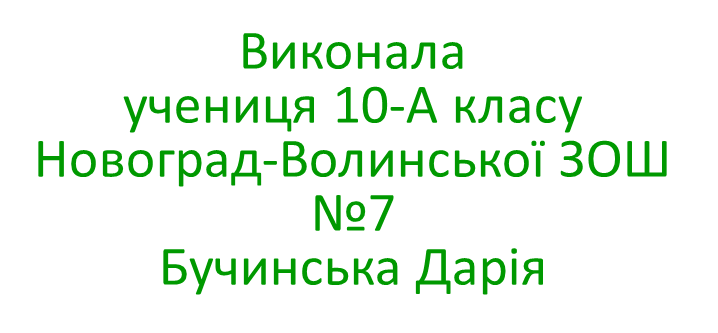 Виконала
учениця 10-А класу
Новоград-Волинської ЗОШ
№7
Бучинська Дарія